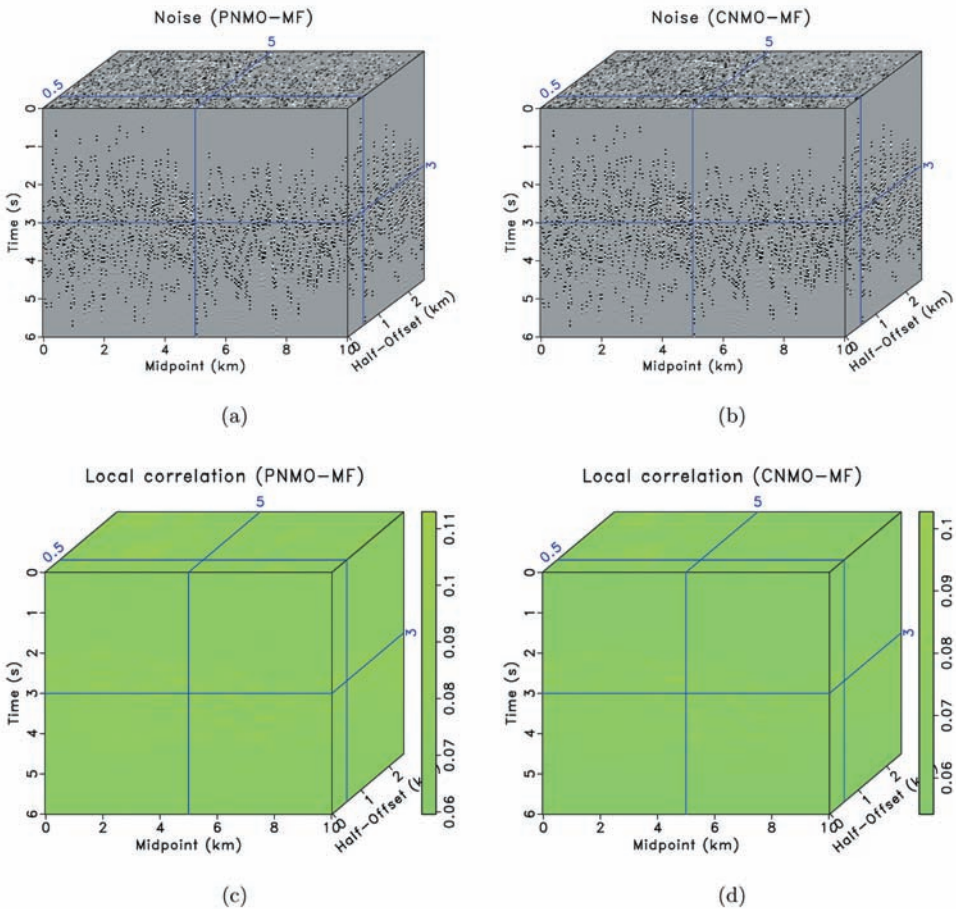 Noise (PNMO-MF)
5
0.5
3
0
1
2
3
4
5
6
Time (s)
0 2 4 6 8 10
Midpoint (km)
0 1 2
Half-Offset (km)
(a)
Noise (CNMO-MF)
5
0.5
3
0
1
2
3
4
5
6
Time (s)
0 2 4 6 8 10
Midpoint (km)
0 1 2
Half-Offset (km)
(b)
Local correlation (PNMO-MF)
5
0.5
3
0
1
2
3
4
5
6
Time (s)
0 2 4 6 8 10
Midpoint (km)
0 1 2
Half-Offset (k
0.11
0.1
0.09
0.08
0.07
0.06
(c)
Local correlation (CNMO-MF)
5
0.5
3
0
1
2
3
4
5
6
Time (s)
0 2 4 6 8 10
Midpoint (km)
0 1 2
Half-Offset (k
0.1
0.09
0.08
0.07
0.06
(d)